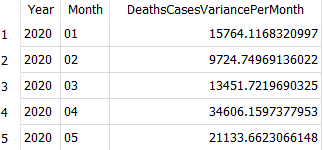 Year Month DeathsCasesVariancePerMonth
1 2020 01 15764.1168320997
2 2020 02 9724.74969136022
3 2020 03 13451.7219690325
4 2020 04 34606.1597377953
5 2020 05 21133.6623066148